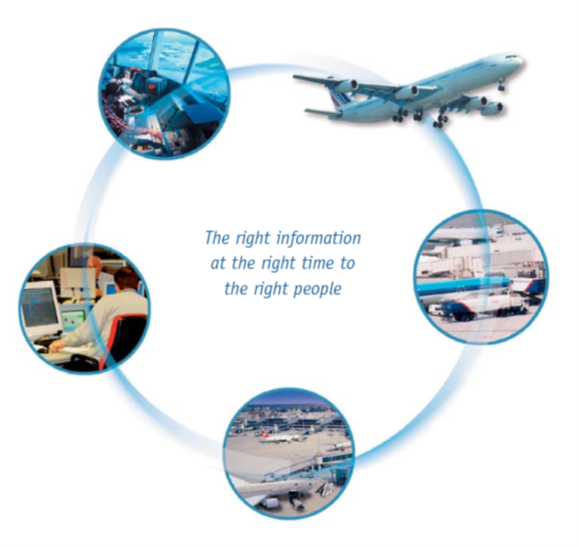 The right information
at the right time to
the right people